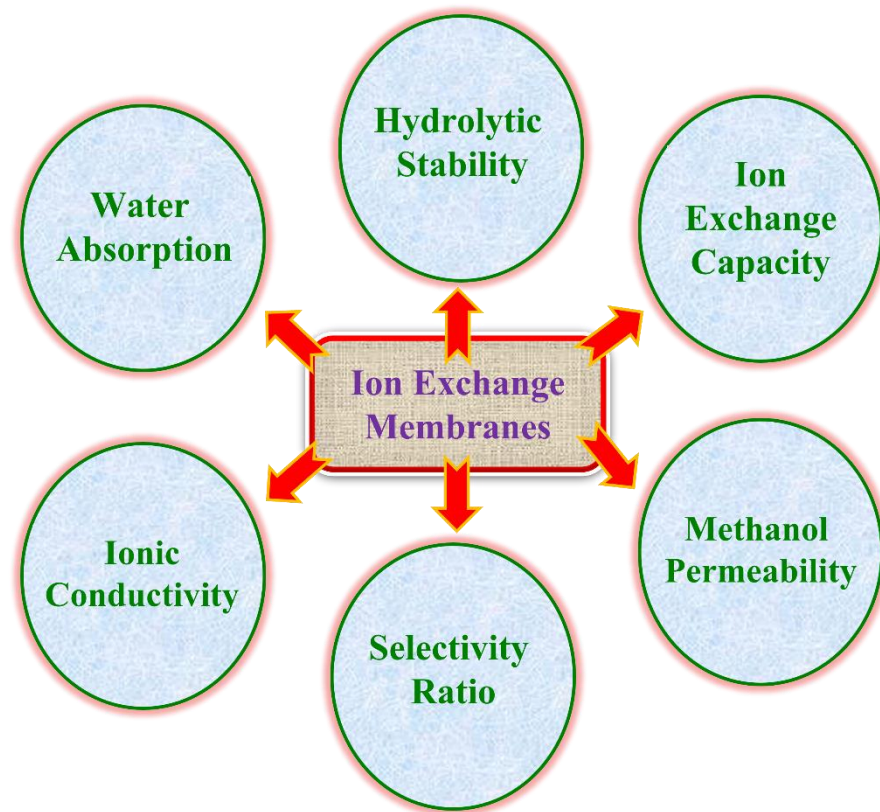 Hydrolytic
Stability
Water
Absorption
Ion
Exchange
Capacity
Ion Exchange
Membranes
Ionic
Conductivity
Methanol
Permeability
Selectivity
Ratio